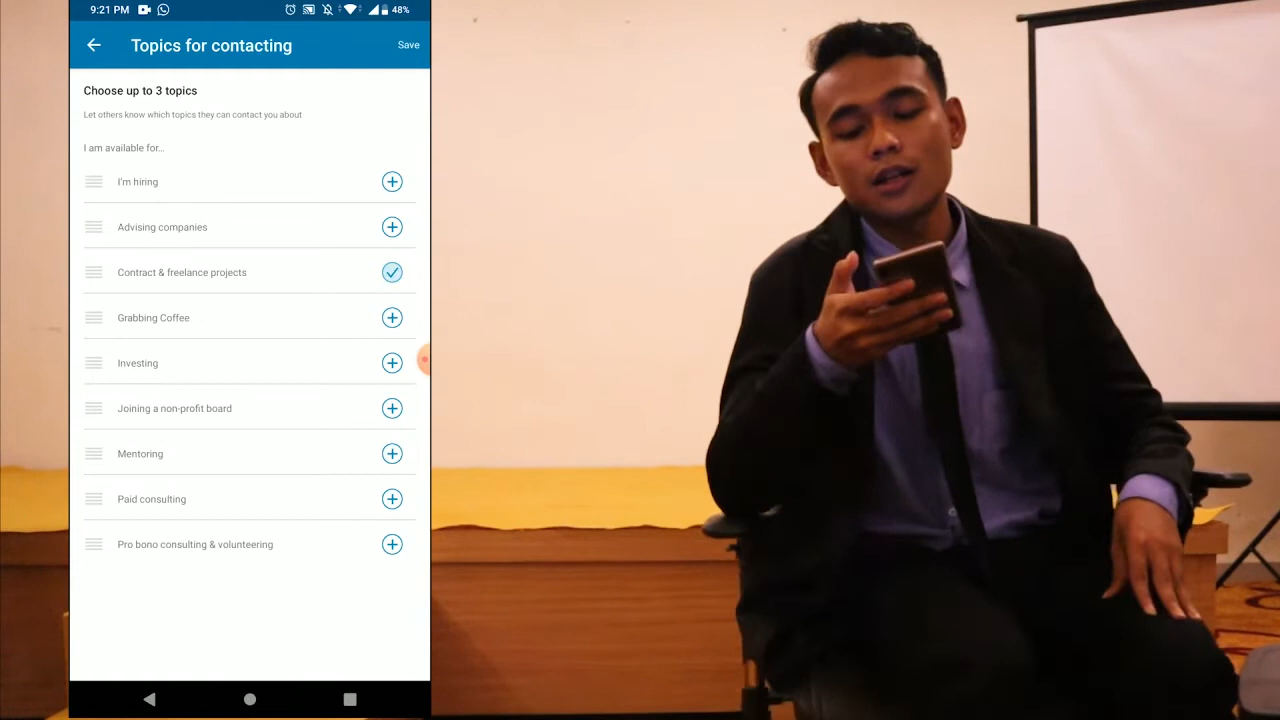 9:21 PM
48%
Topics for contacting
Save
Choose up to 3 topics
Let others know which topics they can contact you about
I am available for...
I'm hiring
Advising companies
Contract & freelance projects
Grabbing Coffee
Investing
Joining a non-profit board
Mentoring
Paid consulting
Pro bono consulting & volunteering